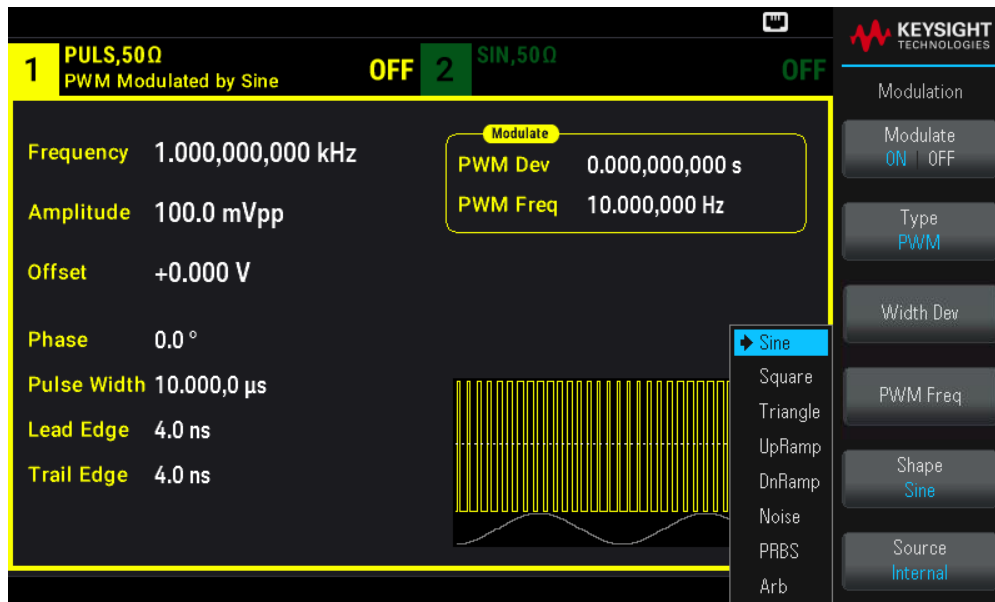 KEYSIGHT
TECHNOLOGIES
1 PULS,50Ω OFF
PWM Modulated by Sine
2 SIN,50Ω OFF
Frequency 1.000,000,000 kHz
Amplitude 100.0 mVpp
Offset +0.000 V
Phase 0.0 °
Pulse Width 10.000,0 µs
Lead Edge 4.0 ns
Trail Edge 4.0 ns
Modulate
PWM Dev 0.000,000,000 s
PWM Freq 10.000,000 Hz
Sine
Square
Triangle
UpRamp
DnRamp
Noise
PRBS
Arb
Modulation
Modulate
ON | OFF
Type
PWM
Width Dev
PWM Freq
Shape
Sine
Source
Internal